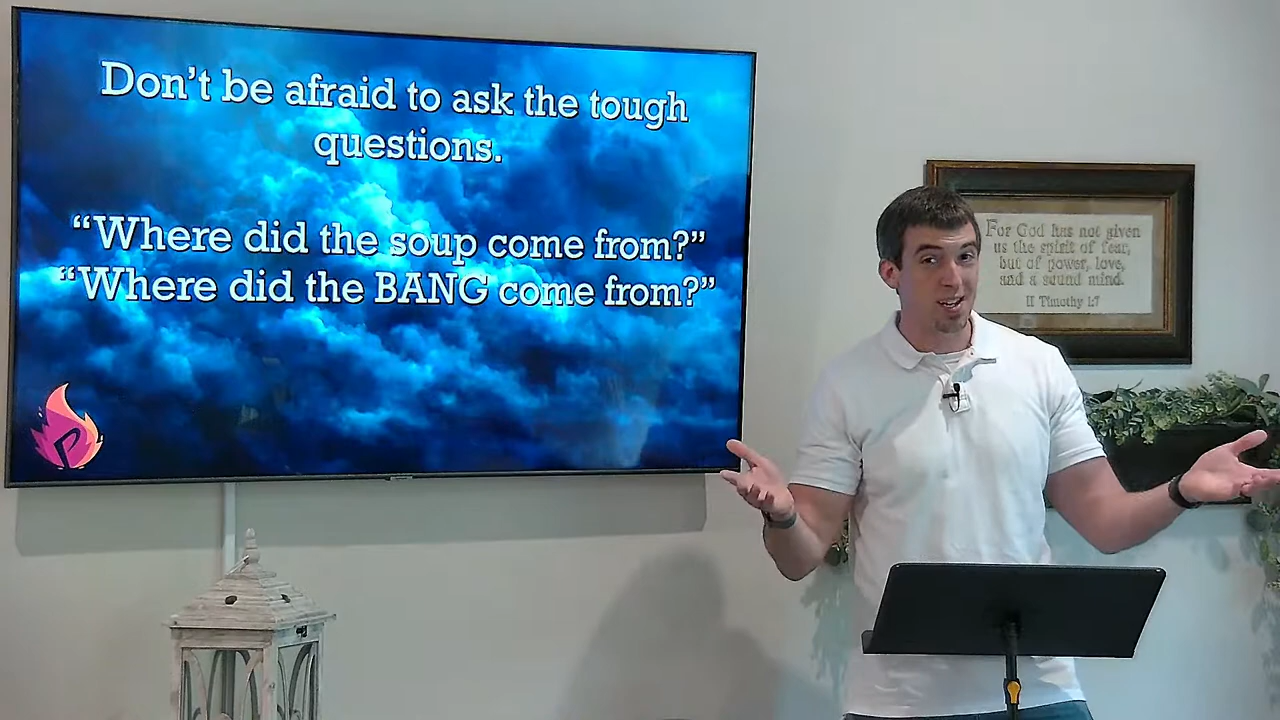 Don't be afraid to ask the tough
questions.
“Where did the soup come from?”
“Where did the BANG come from?”
P
For God has not given
us the spirit of fear,
but of power, love,
and a sound mind.
II Timothy 1:7